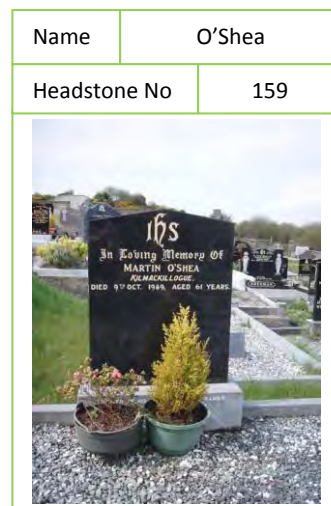 Name O'Shea
Headstone No 159
IHS
In Loving Memory Of
MARTIN O'SHEA
KILMACKILLOGUE.
DIED 9TH OCT. 1989, AGED 61 YEARS.